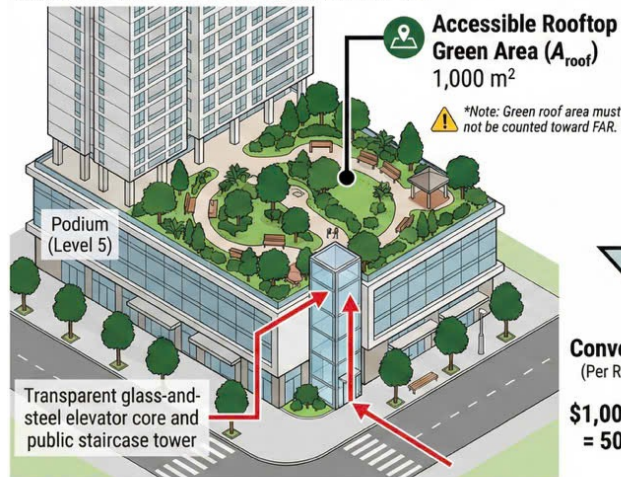 Accessible Rooftop
Green Area (A_roof)
1,000 m²
*Note: Green roof area must
not be counted toward FAR.
Podium
(Level 5)
Transparent glass-and-
steel elevator core and
public staircase tower
(Per R
$1,00
= 50